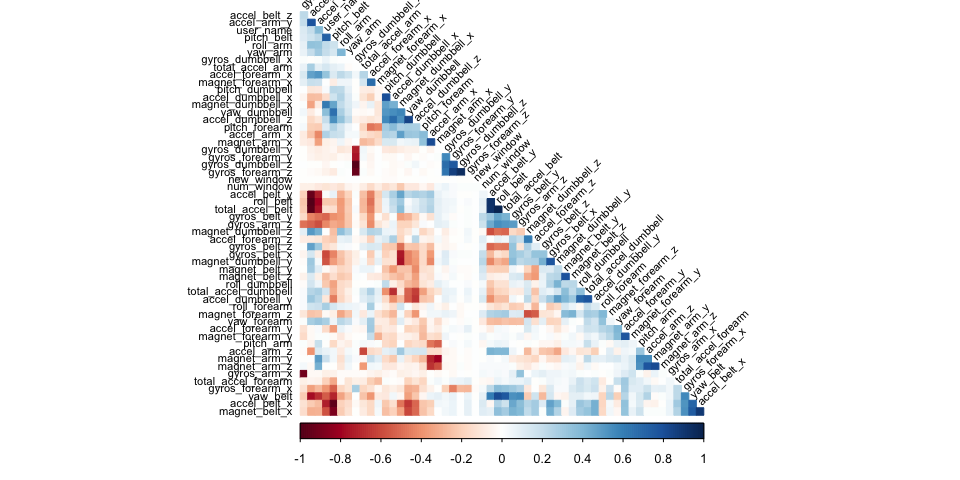 accel_belt_z
accel_arm_y
user_name
pitch_belt
roll_arm
yaw_arm
gyros_dumbbell_x
total_accel_arm
accel_forearm_x
magnet_forearm_x
pitch_dumbbell
accel_dumbbell_x
magnet_dumbbell_x
yaw_dumbbell
accel_dumbbell_z
pitch_forearm
accel_arm_x
magnet_arm_x
gyros_dumbbell_y
gyros_forearm_y
gyros_dumbbell_z
gyros_forearm_z
new_window
num_window
accel_belt_y
roll_belt
total_accel_belt
gyros_belt_y
gyros_arm_z
magnet_dumbbell_z
accel_forearm_z
gyros_belt_z
gyros_belt_x
magnet_dumbbell_y
magnet_belt_y
magnet_belt_z
roll_dumbbell
total_accel_dumbbell
accel_dumbbell_y
roll_forearm
magnet_forearm_z
yaw_forearm
accel_forearm_y
magnet_forearm_y
pitch_arm
accel_arm_z
magnet_arm_y
magnet_arm_z
gyros_arm_x
total_accel_forearm
gyros_forearm_x
yaw_belt
accel_belt_x
magnet_belt_x
pitch_belt
roll_arm
yaw_arm
gyros_dumbbell_x
total_accel_arm
accel_forearm_x
magnet_forearm_x
pitch_dumbbell
accel_dumbbell_x
magnet_dumbbell_x
yaw_dumbbell
accel_dumbbell_z
pitch_forearm
accel_arm_x
magnet_arm_x
gyros_dumbbell_y
gyros_forearm_y
gyros_dumbbell_z
gyros_forearm_z
new_window
num_window
accel_belt_y
roll_belt
total_accel_belt
gyros_belt_y
gyros_arm_z
magnet_dumbbell_z
accel_forearm_z
gyros_belt_z
gyros_belt_x
magnet_dumbbell_y
magnet_belt_y
magnet_belt_z
roll_dumbbell
total_accel_dumbbell
accel_dumbbell_y
roll_forearm
magnet_forearm_z
yaw_forearm
accel_forearm_y
magnet_forearm_y
pitch_arm
accel_arm_z
magnet_arm_y
magnet_arm_z
gyros_arm_x
total_accel_forearm
gyros_forearm_x
yaw_belt
accel_belt_x
-1 -0.8 -0.6 -0.4 -0.2 0 0.2 0.4 0.6 0.8 1